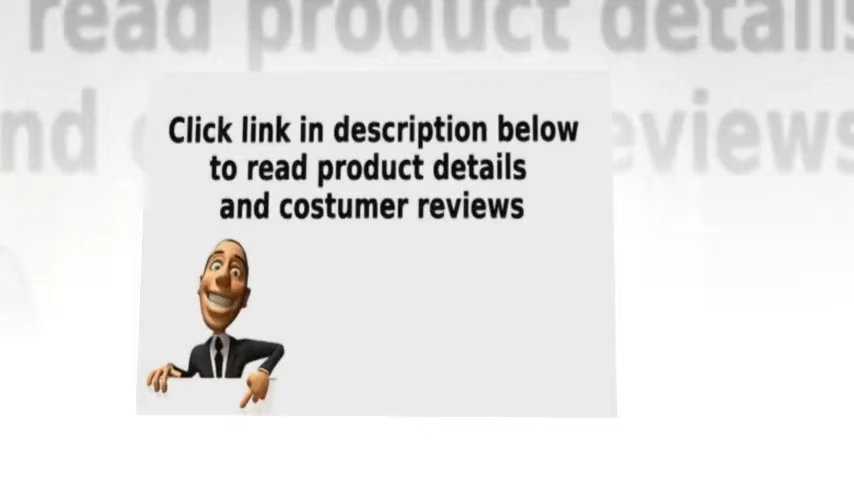 read product details
nd
eviews
Click link in description below
to read product details
and costumer reviews